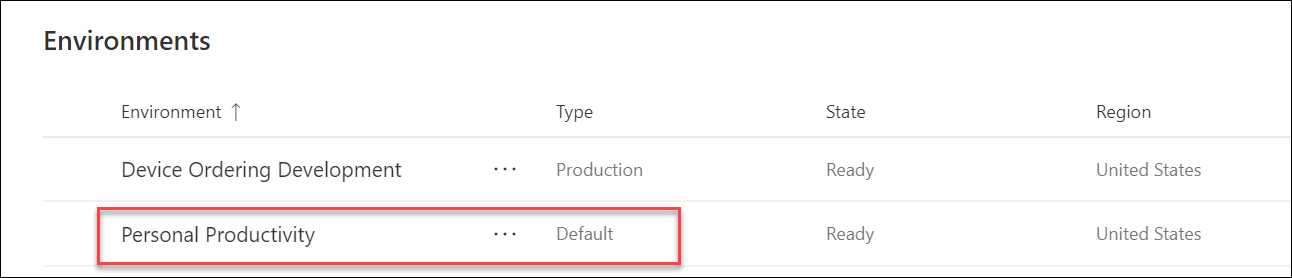 Environments
Environment ↑ Type State Region
Device Ordering Development ... Production Ready United States
Personal Productivity ... Default Ready United States